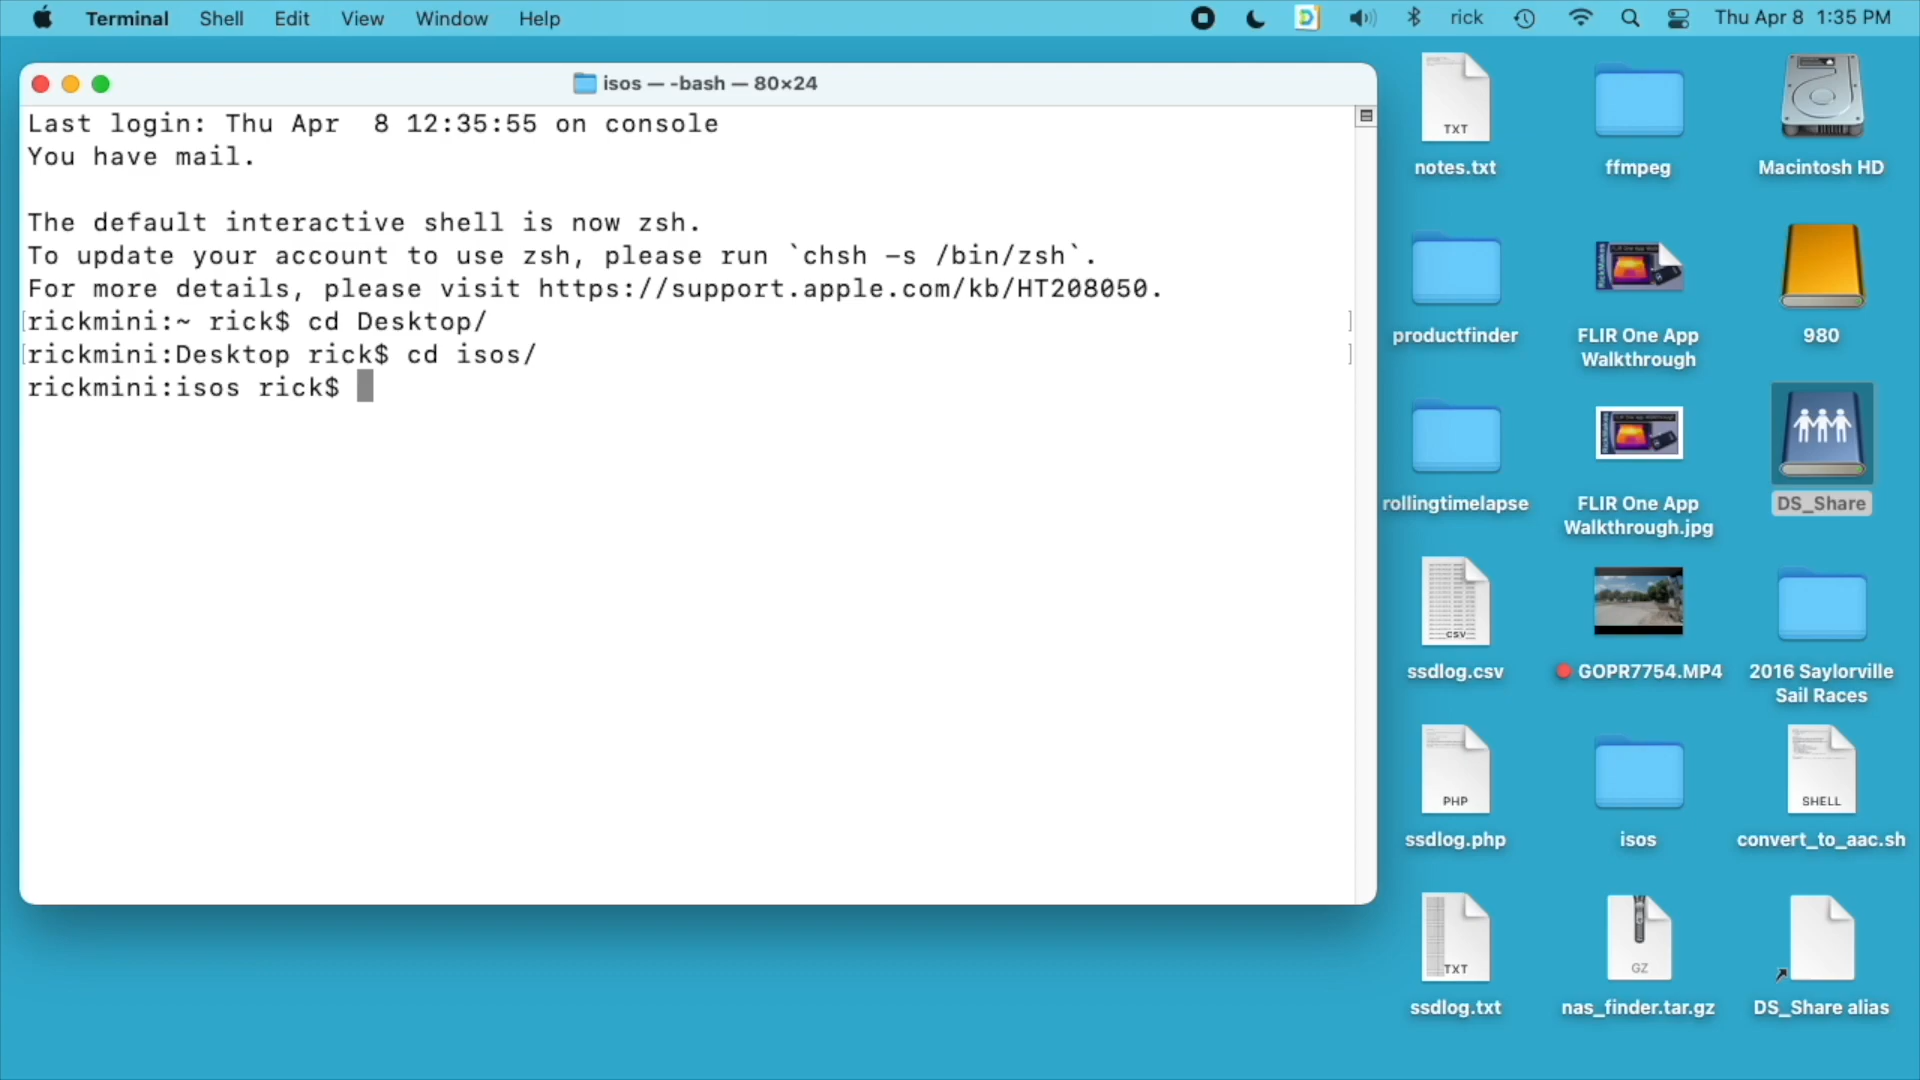 Terminal Shell Edit View Window Help rick Thu Apr 8 1:35 PM
isos — -bash — 80×24
Last login: Thu Apr  8 12:35:55 on console
You have mail.
The default interactive shell is now zsh.
To update your account to use zsh, please run `chsh -s /bin/zsh`.
For more details, please visit https://support.apple.com/kb/HT208050.
[rickmini:~ rick$ cd Desktop/ ]
[rickmini:Desktop rick$ cd isos/ ]
rickmini:isos rick$
TXT
notes.txt
ffmpeg
Macintosh HD
productfinder
FLIR One App
Walkthrough
980
rollingtimelapse
FLIR One App
Walkthrough.jpg
DS_Share
CSV
ssdlog.csv
GOPR7754.MP4
2016 Saylorville
Sail Races
PHP
ssdlog.php
isos
SHELL
convert_to_aac.sh
TXT
ssdlog.txt
GZ
nas_finder.tar.gz
DS_Share alias